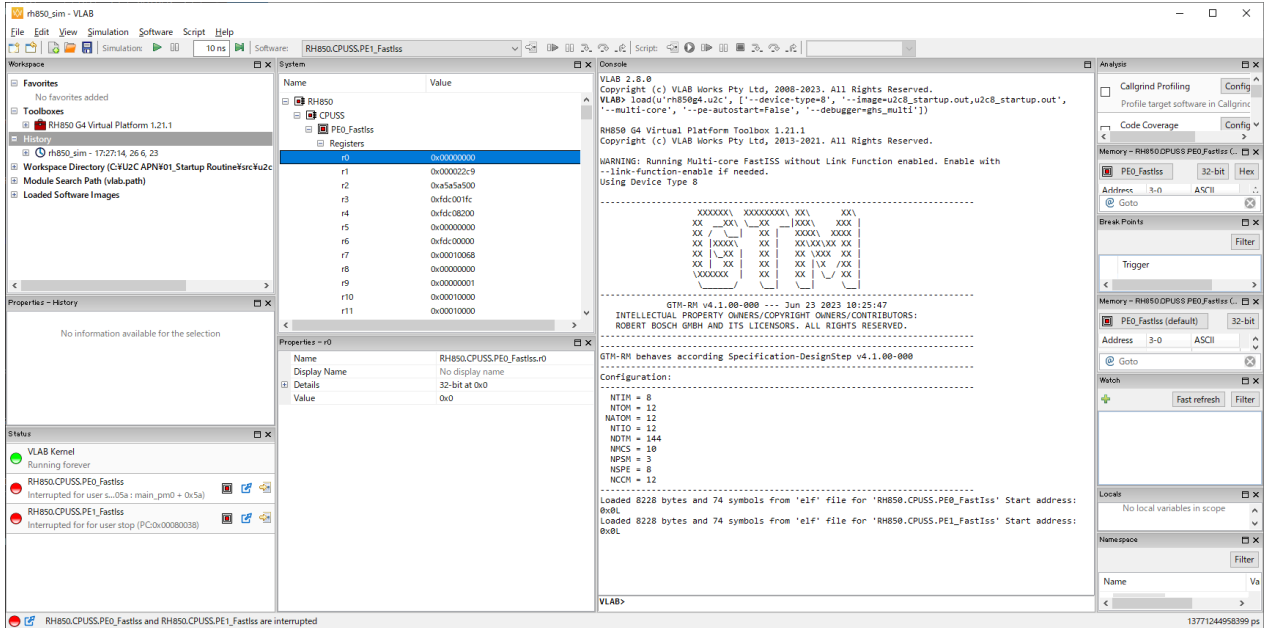 rh850_sim - VLAB
File Edit View Simulation Software Script Help
Simulation: 10 ns Software: RH850.CPUSS.PE1_FastIss Script:
Workspace
Favorites
No favorites added
Toolboxes
RH850 G4 Virtual Platform 1.21.1
History
rh850_sim - 17:27:14, 26 6, 23
Workspace Directory (C:¥U2C APN¥01_Startup Routine¥src¥u2c
Module Search Path (vlab.path)
Loaded Software Images
Properties - History
No information available for the selection
Status
VLAB Kernel
Running forever
RH850.CPUSS.PE0_FastIss
Interrupted for user s...05a : main_pm0 + 0x5a)
RH850.CPUSS.PE1_FastIss
Interrupted for for user stop (PC:0x00080038)
System
Name Value
RH850
CPUSS
PE0_FastIss
Registers
r0 0x00000000
r1 0x000022c9
r2 0xa5a5a500
r3 0xfdc001fc
r4 0xfdc08200
r5 0x00000000
r6 0xfdc00000
r7 0x00010068
r8 0x00000000
r9 0x00000001
r10 0x00010000
r11 0x00010000
Properties - r0
Name RH850.CPUSS.PE0_FastIss.r0
Display Name No display name
Details 32-bit at 0x0
Value 0x0
Console
VLAB 2.8.0
Copyright (c) VLAB Works Pty Ltd, 2008-2023. All Rights Reserved.
VLAB> load(u'rh850g4.u2c', ['--device-type=8', '--image=u2c8_startup.out,u2c8_startup.out',
'--multi-core', '--pe-autostart=False', '--debugger=ghs_multi'])
RH850 G4 Virtual Platform Toolbox 1.21.1
Copyright (c) VLAB Works Pty Ltd, 2013-2021. All Rights Reserved.
WARNING: Running Multi-core FastISS without Link Function enabled. Enable with
--link-function-enable if needed.
Using Device Type 8
GTM-RM v4.1.00-000 --- Jun 23 2023 10:25:47
INTELLECTUAL PROPERTY OWNERS/COPYRIGHT OWNERS/CONTRIBUTORS:
ROBERT BOSCH GMBH AND ITS LICENSORS. ALL RIGHTS RESERVED.
GTM-RM behaves according Specification-DesignStep v4.1.00-000
Configuration:
NTIM = 8
NTOM = 12
NATOM = 12
NTIO = 12
NDTM = 144
NMCS = 10
NPSM = 3
NSPE = 8
NCCM = 12
Loaded 8228 bytes and 74 symbols from 'elf' file for 'RH850.CPUSS.PE0_FastIss' Start address:
0x0L
Loaded 8228 bytes and 74 symbols from 'elf' file for 'RH850.CPUSS.PE1_FastIss' Start address:
0x0L
VLAB>
Analysis
Callgrind Profiling Config
Profile target software in Callgrind
Code Coverage Config
Memory - RH850.CPUSS.PE0_FastIss (...
PE0_FastIss 32-bit Hex
Address 3-0 ASCII
@ Goto
Break Points
Filter
Trigger
Memory - RH850.CPUSS.PE0_FastIss (...
PE0_FastIss (default) 32-bit
Address 3-0 ASCII
@ Goto
Watch
Fast refresh Filter
Locals
No local variables in scope
Namespace
Filter
Name Va
RH850.CPUSS.PE0_FastIss and RH850.CPUSS.PE1_FastIss are interrupted
13771244958399 ps